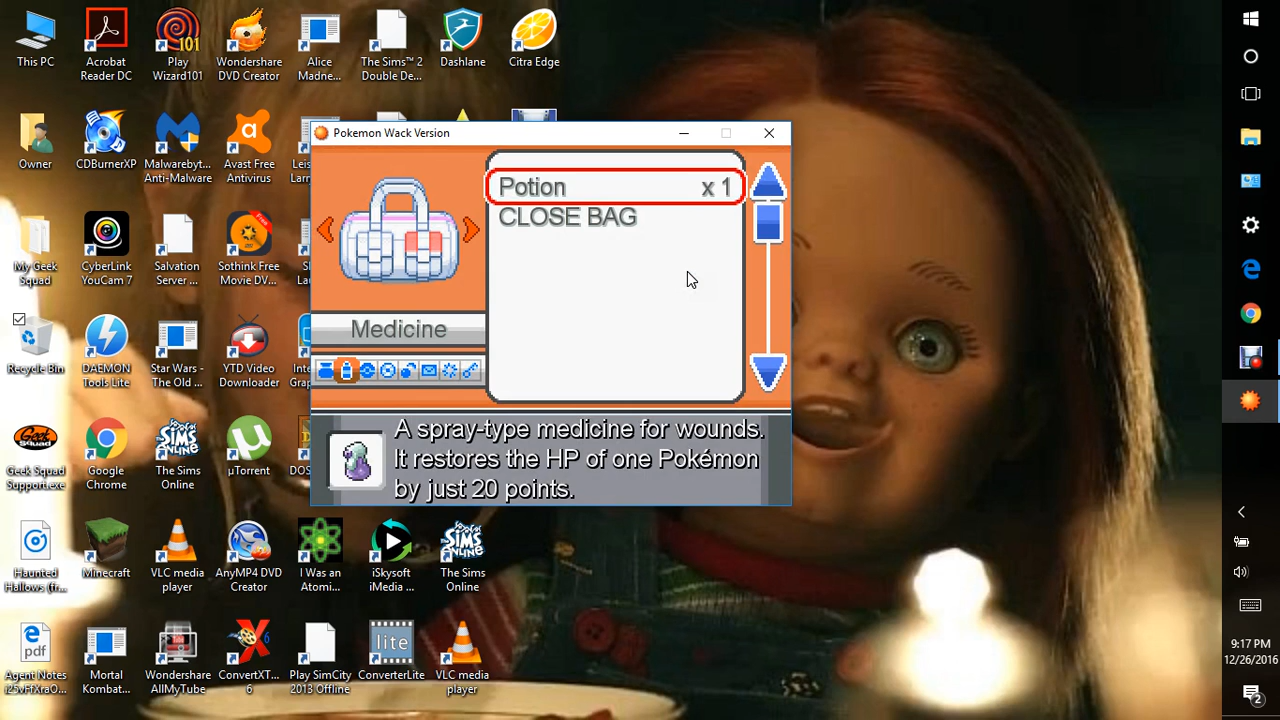 This PC
Acrobat
Reader DC
Play
Wizard101
Wondershare
DVD Creator
Alice
Madne...
The Sims™ 2
Double De...
Dashlane
Citra Edge
Owner
CDBurnerXP
Malwareby...
Anti-Malware
Avast Free
Antivirus
My Geek
Squad
CyberLink
YouCam 7
Salvation
Server ...
Sothink Free
Movie DV...
Recycle Bin
DAEMON
Tools Lite
Star Wars -
The Old ...
YTD Video
Downloader
Geek Squad
Support.exe
Google
Chrome
The Sims
Online
µTorrent
Haunted
Hallows (fr...
Minecraft
VLC media
player
AnyMP4 DVD
Creator
I Was an
Atomi...
iSkysoft
iMedia ...
The Sims
Online
Agent Notes
Mortal
Kombat...
Wondershare
AllMyTube
ConvertXT...
6
Play SimCity
2013 Offline
lite
ConverterLite
VLC media
player
Pokemon Wack Version
Potion x 1
CLOSE BAG
Medicine
A spray-type medicine for wounds.
It restores the HP of one Pokémon
by just 20 points.
9:17 PM
12/26/2016
2